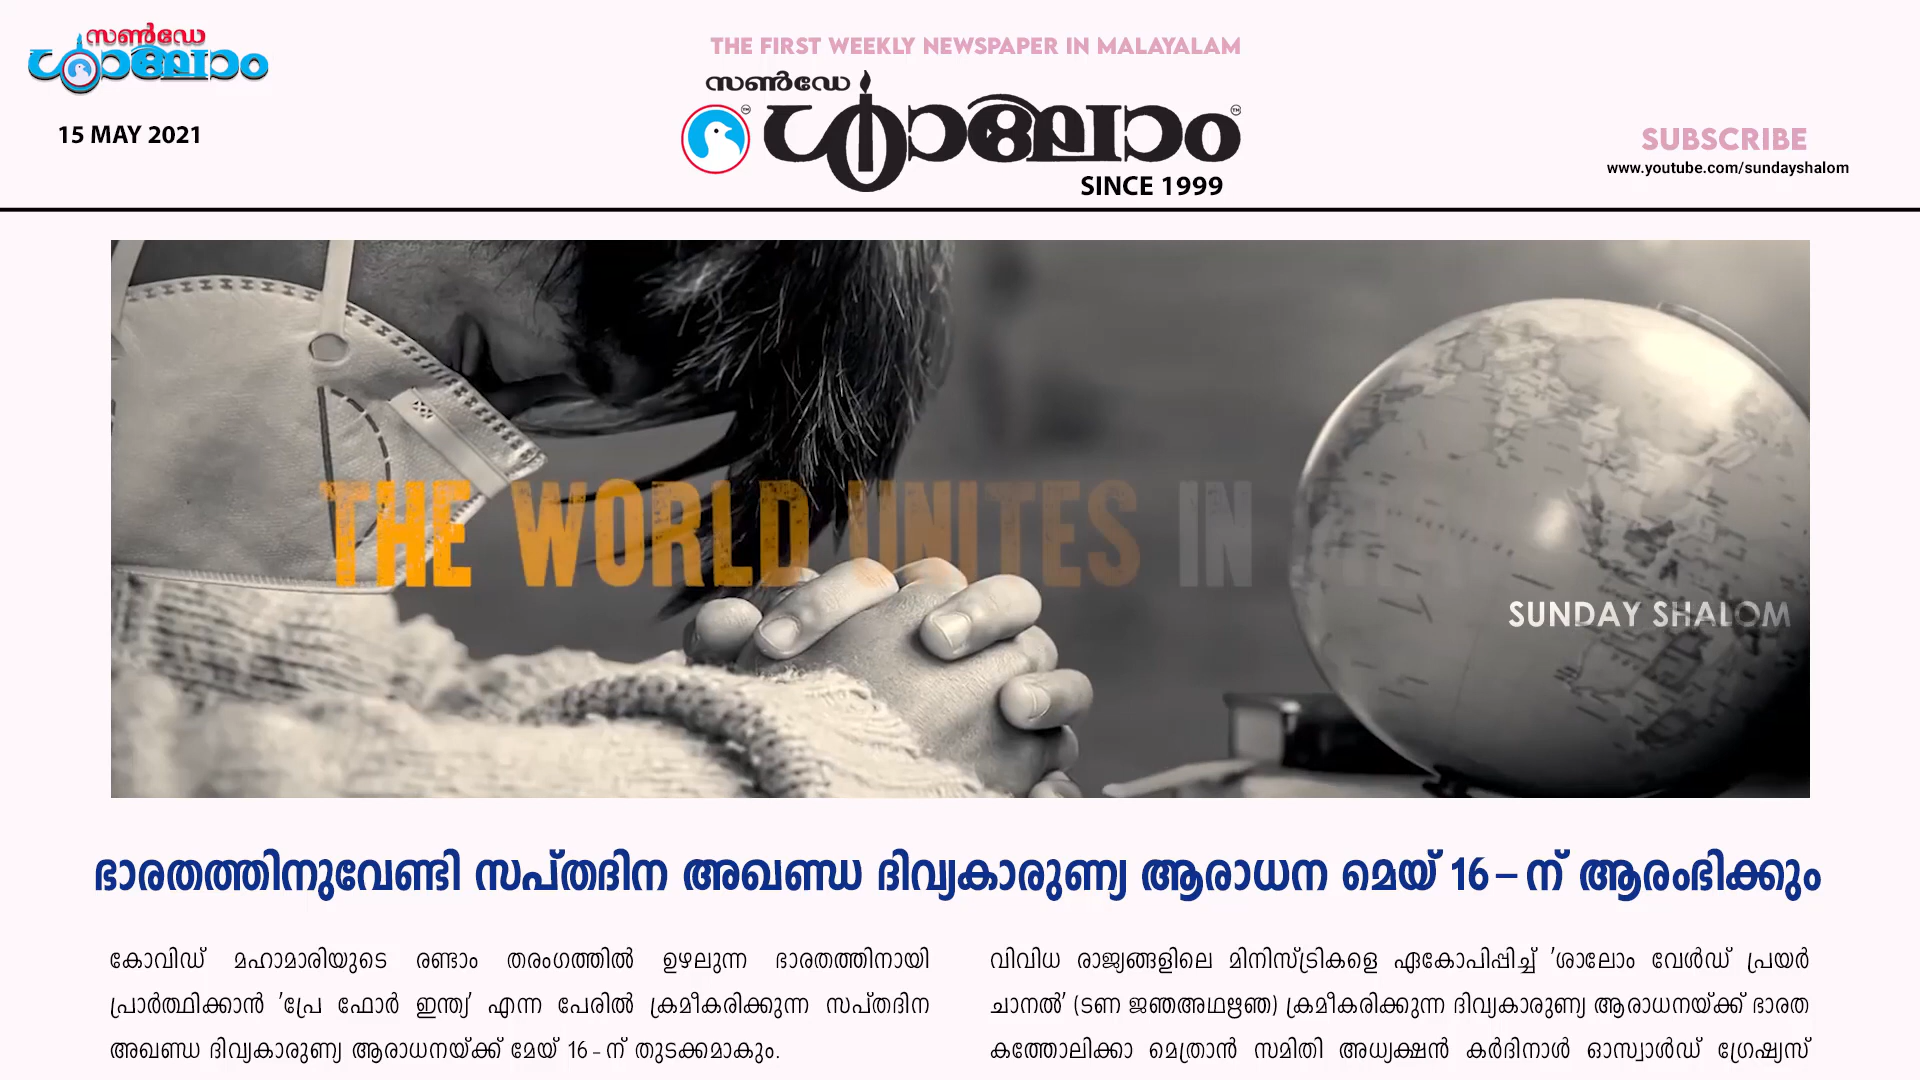 സൺഡേ
ശാലോം
15 MAY 2021
THE FIRST WEEKLY NEWSPAPER IN MALAYALAM
സൺഡേ
ശാലോം
SINCE 1999
SUBSCRIBE
www.youtube.com/sundayshalom
THE WORLD UNITES IN
SUNDAY SHALOM
ഭാരതത്തിനുവേണ്ടി സപ്തദിന അഖണ്ഡ ദിവ്യകാരുണ്യ ആരാധന മെയ് 16 – ന് ആരംഭിക്കും
കോവിഡ് മഹാമാരിയുടെ രണ്ടാം തരംഗത്തിൽ ഉഴലുന്ന ഭാരതത്തിനായി
പ്രാർത്ഥിക്കാൻ 'പ്രേ ഫോർ ഇന്ത്യ' എന്ന പേരിൽ ക്രമീകരിക്കുന്ന സപ്തദിന
അഖണ്ഡ ദിവ്യകാരുണ്യ ആരാധനയ്ക്ക് മേയ് 16 - ന് തുടക്കമാകും.
വിവിധ രാജ്യങ്ങളിലെ മിനിസ്ട്രികളെ ഏകോപിപ്പിച്ച് 'ശാലോം വേൾഡ് പ്രയർ
ചാനൽ' (ടണ ജഞഅഥഋഞ) ക്രമീകരിക്കുന്ന ദിവ്യകാരുണ്യ ആരാധനയ്ക്ക് ഭാരത
കത്തോലിക്കാ മെത്രാൻ സമിതി അധ്യക്ഷൻ കർദിനാൾ ഓസ്വാൾഡ് ഗ്രേഷ്യസ്